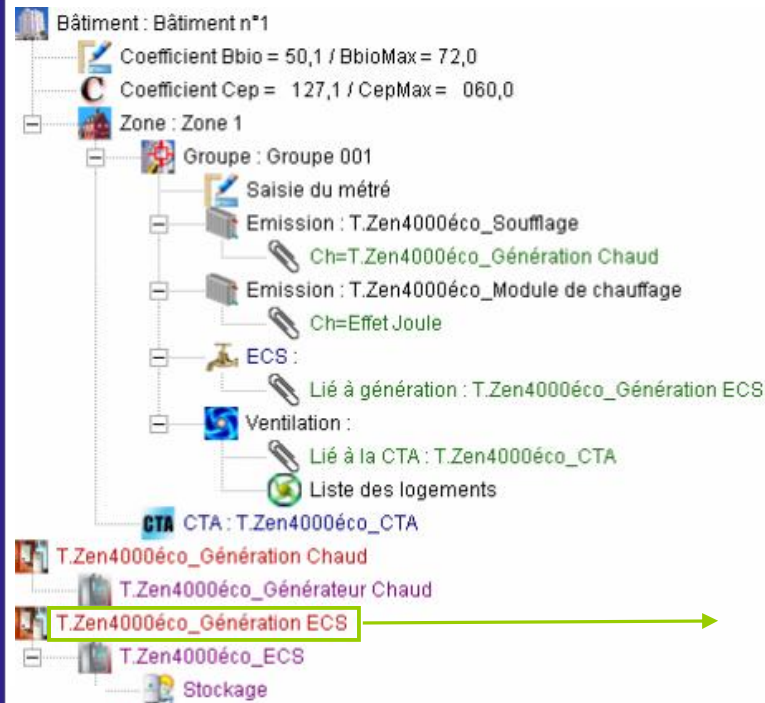 Bâtiment : Bâtiment n°1
Coefficient Bbio = 50,1 / BbioMax = 72,0
C Coefficient Cep = 127,1 / CepMax = 060,0
Zone : Zone 1
Groupe : Groupe 001
Saisie du métré
Emission : T.Zen4000éco_Soufflage
Ch=T.Zen4000éco_Génération Chaud
Emission : T.Zen4000éco_Module de chauffage
Ch=Effet Joule
ECS :
Lié à génération : T.Zen4000éco_Génération ECS
Ventilation :
Lié à la CTA : T.Zen4000éco_CTA
Liste des logements
CTA CTA : T.Zen4000éco_CTA
T.Zen4000éco_Génération Chaud
T.Zen4000éco_Générateur Chaud
T.Zen4000éco_Génération ECS
T.Zen4000éco_ECS
Stockage